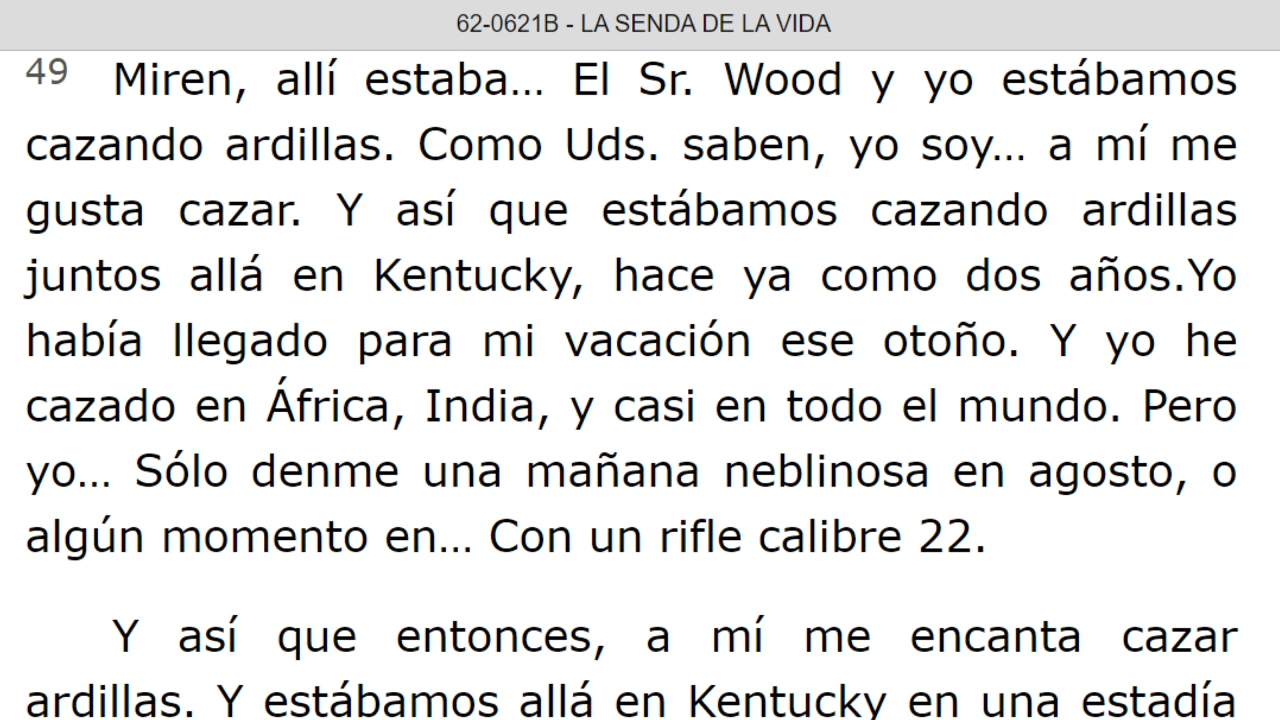 62-0621B - LA SENDA DE LA VIDA
49 Miren, allí estaba… El Sr. Wood y yo estábamos
cazando ardillas. Como Uds. saben, yo soy… a mí me
gusta cazar. Y así que estábamos cazando ardillas
juntos allá en Kentucky, hace ya como dos años.Yo
había llegado para mi vacación ese otoño. Y yo he
cazado en África, India, y casi en todo el mundo. Pero
yo… Sólo denme una mañana neblinosa en agosto, o
algún momento en… Con un rifle calibre 22.
Y así que entonces, a mí me encanta cazar
ardillas. Y estábamos allá en Kentucky en una estadía